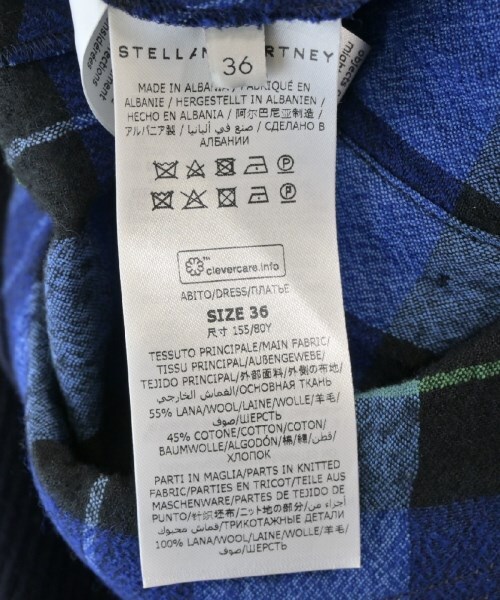 STELLA McCARTNEY
36
MADE IN ALBANIA / FABRIQUÉ EN
ALBANIE / HERGESTELLT IN ALBANIEN /
HECHO EN ALBANIA / 阿尔巴尼亚制造 /
アルバニア製 / صنع في ألبانيا / СДЕЛАНО В
АЛБАНИИ
clevercare.info
ABITO/DRESS/ПЛАТЬЕ
SIZE 36
尺寸 155/80Y
TESSUTO PRINCIPALE/MAIN FABRIC/
TISSU PRINCIPAL/AUßENGEWEBE/
TEJIDO PRINCIPAL/外部面料/外側の布地/
القماش الخارجي/ОСНОВНАЯ ТКАНЬ
55% LANA/WOOL/LAINE/WOLLE/羊毛/
صوف/ШЕРСТЬ
45% COTONE/COTTON/COTON/
BAUMWOLLE/ALGODÓN/棉/綿/قطن/
ХЛОПОК
PARTI IN MAGLIA/PARTS IN KNITTED
FABRIC/PARTIES EN TRICOT/TEILE AUS
MASCHENWARE/PARTES DE TEJIDO DE
PUNTO/针织坯布/ニット地の部分/أجزاء من
قماش محبوك/ТРИКОТАЖНЫЕ ДЕТАЛИ
100% LANA/WOOL/LAINE/WOLLE/羊毛/
صوف/ШЕРСТЬ